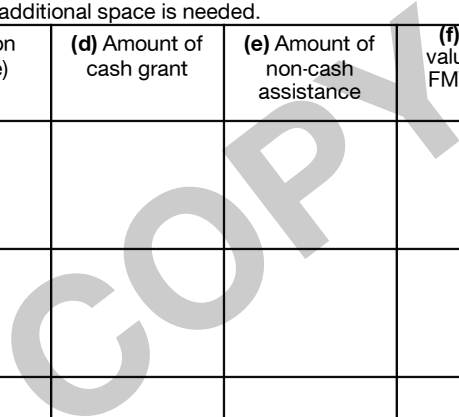 additional space is needed.
(d) Amount of
cash grant
(e) Amount of
non-cash
assistance
(f)
COPY